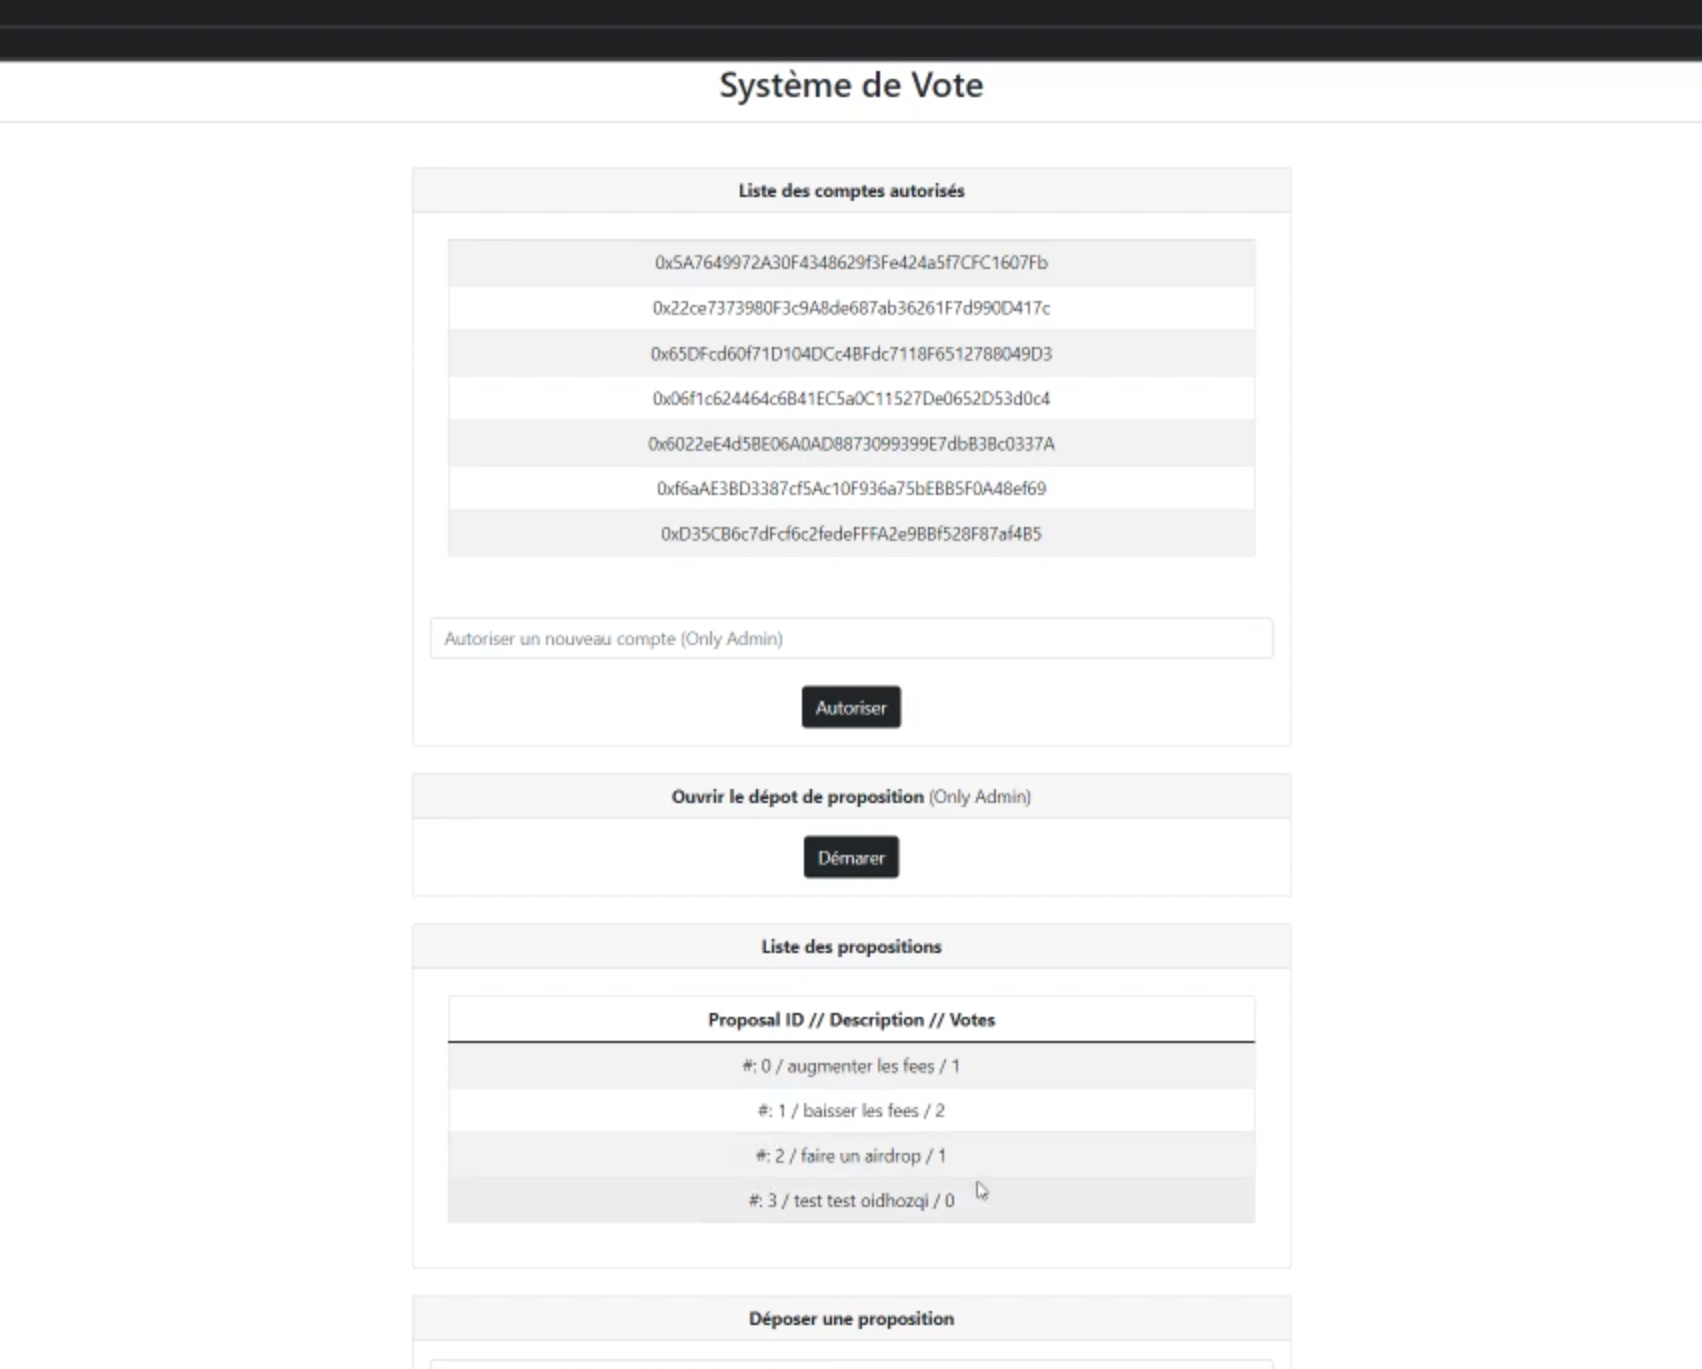 Système de Vote
Liste des comptes autorisés
0x5A7649972A30F4348629f3Fe424a5f7CFC1607Fb
0x22ce7373980F3c9A8de687ab36261F7d990D417c
0x65DFcd60f71D104DCc4BFdc7118F6512788049D3
0x06f1c624464c6B41EC5a0C11527De0652D53d0c4
0x6022eE4d5BE06A0AD8873099399E7dbB3Bc0337A
0xf6aAE3BD3387cf5Ac10F936a75bEBB5F0A48ef69
0xD35CB6c7dFcf6c2fedeFFFA2e9BBf528F87af4B5
Autoriser un nouveau compte (Only Admin)
Autoriser
Ouvrir le dépot de proposition (Only Admin)
Démarer
Liste des propositions
Proposal ID // Description // Votes
#: 0 / augmenter les fees / 1
#: 1 / baisser les fees / 2
#: 2 / faire un airdrop / 1
#: 3 / test test oidhozqi / 0
Déposer une proposition